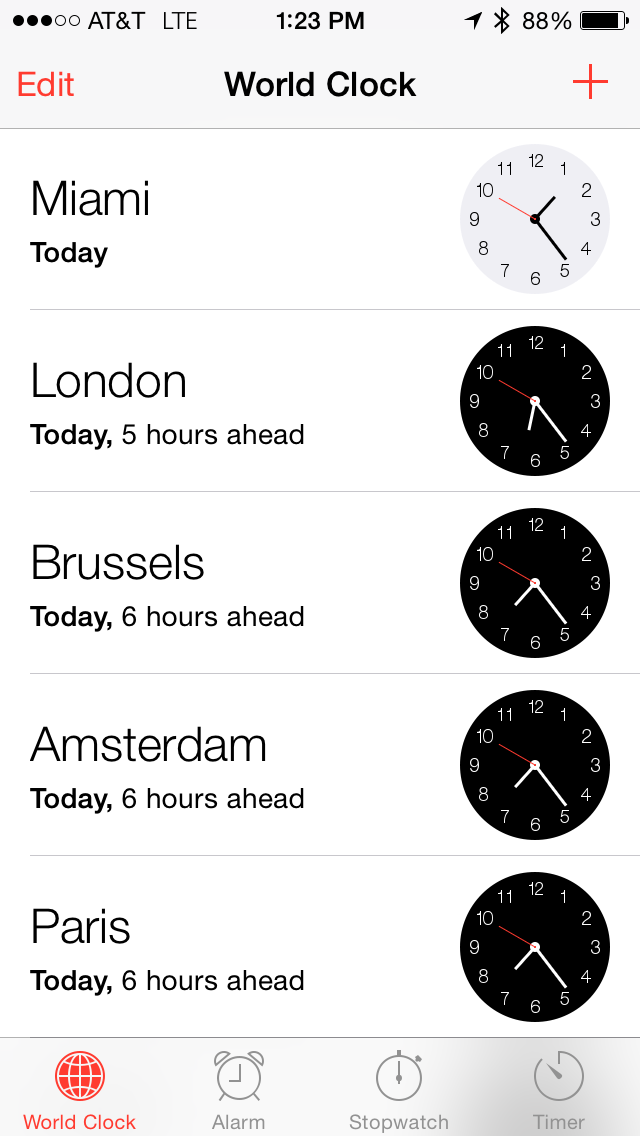 AT&T LTE 1:23 PM 88%
Edit World Clock
Miami
Today
12
11 1
10 2
9 3
8 4
7 5
6
London
Today, 5 hours ahead
12
11 1
10 2
9 3
8 4
7 5
6
Brussels
Today, 6 hours ahead
12
11 1
10 2
9 3
8 4
7 5
6
Amsterdam
Today, 6 hours ahead
12
11 1
10 2
9 3
8 4
7 5
6
Paris
Today, 6 hours ahead
12
11 1
10 2
9 3
8 4
7 5
6
World Clock Alarm Stopwatch Timer